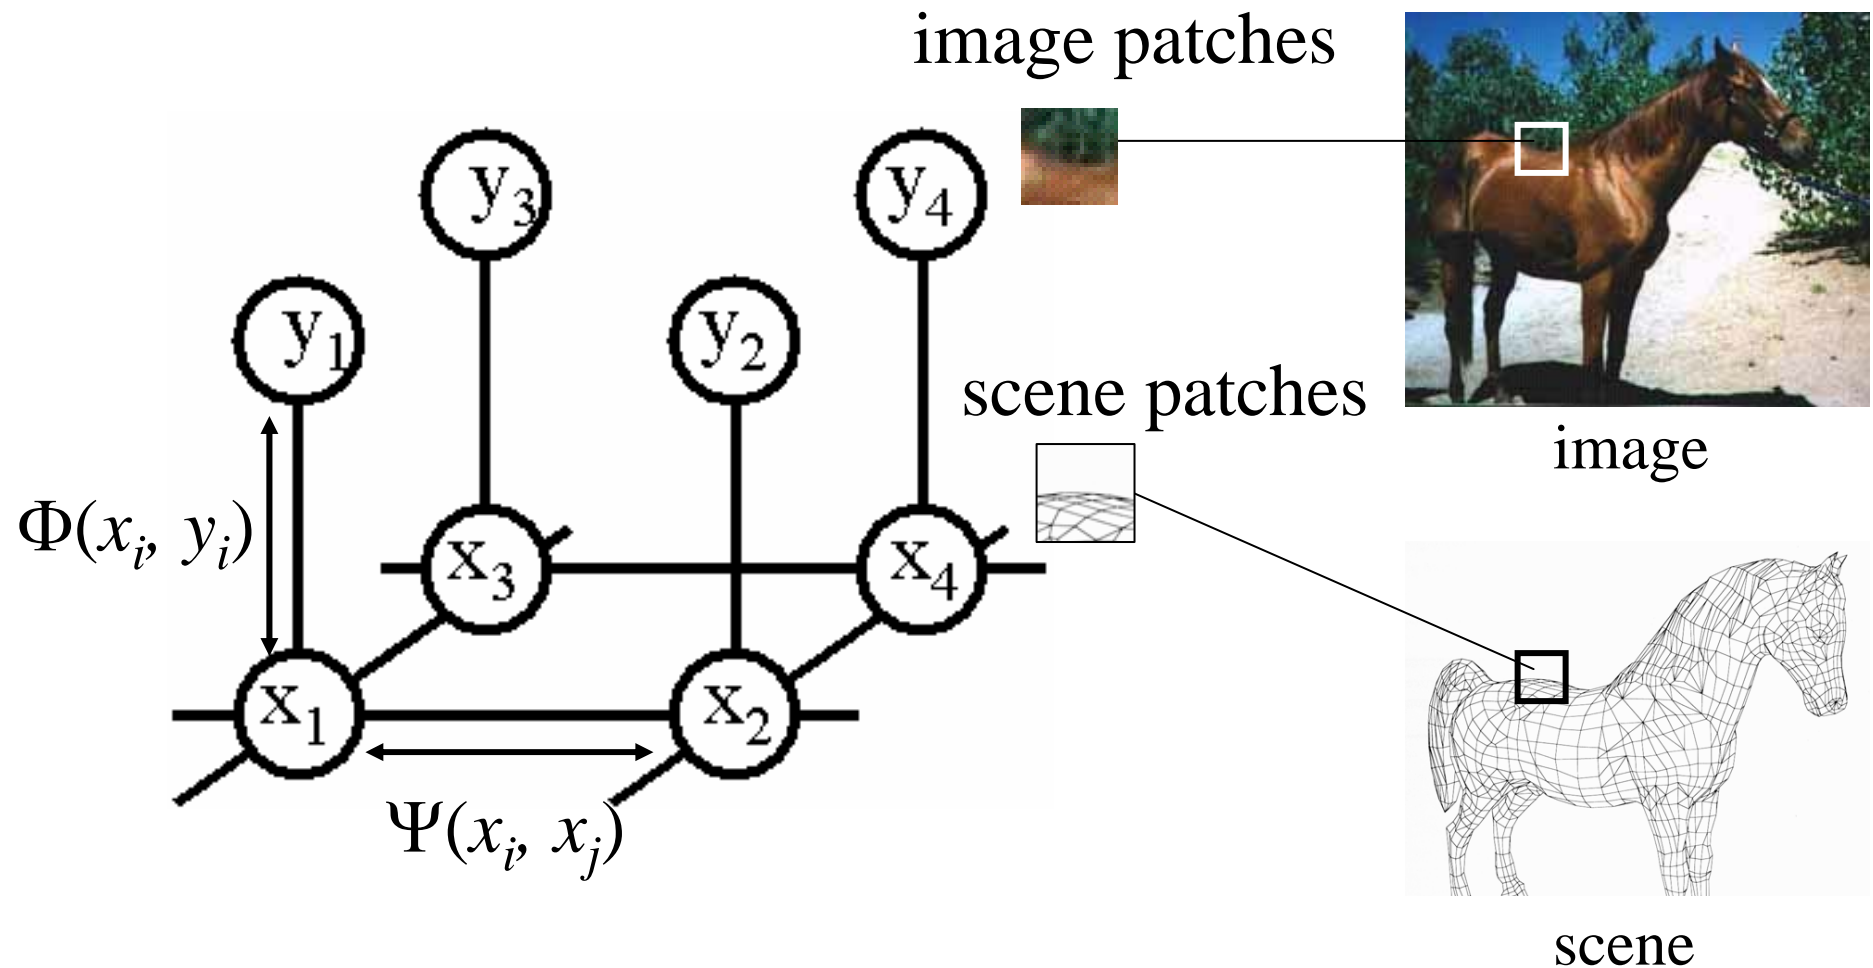 image patches
y3
y4
y1
y2
scene patches
image
Φ(xi, yi)
x3
x4
x1
x2
Ψ(xi, xj)
scene